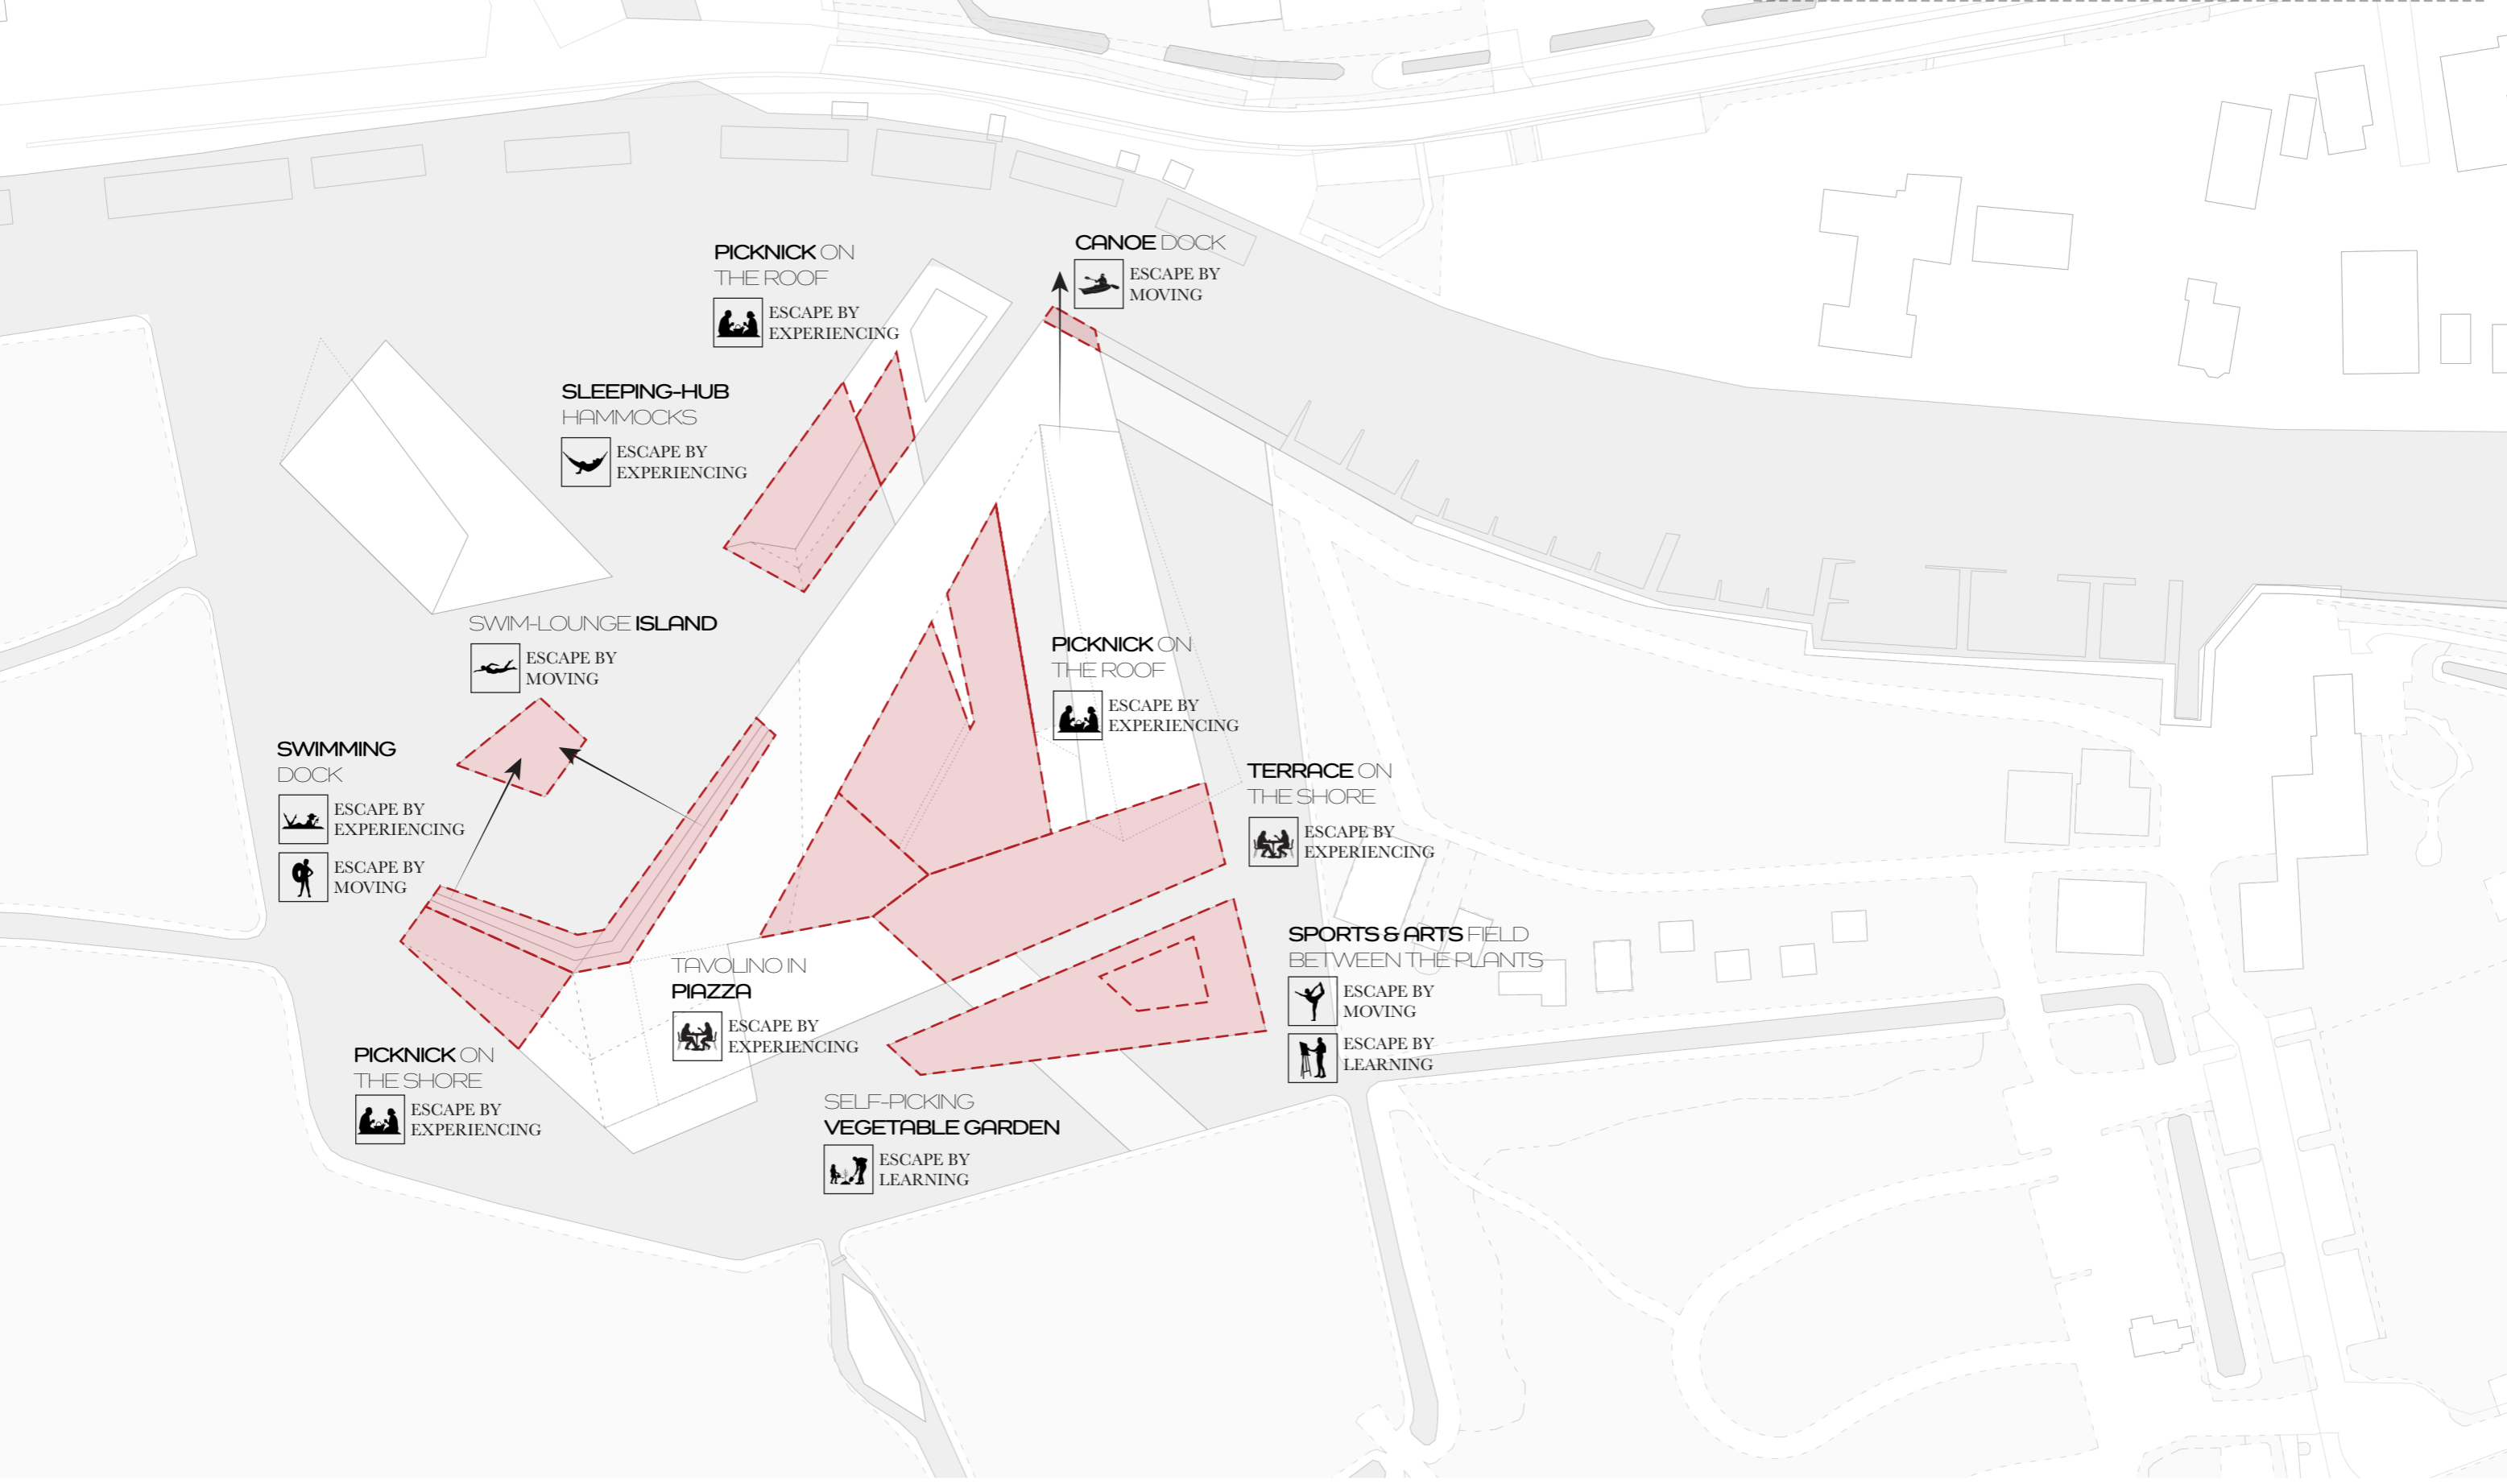 PICKNICK ON
THE ROOF
ESCAPE BY
EXPERIENCING
CANOE DOCK
ESCAPE BY
MOVING
SLEEPING-HUB
HAMMOCKS
ESCAPE BY
EXPERIENCING
SWIM-LOUNGE ISLAND
ESCAPE BY
MOVING
PICKNICK ON
THE ROOF
ESCAPE BY
EXPERIENCING
SWIMMING
DOCK
ESCAPE BY
EXPERIENCING
ESCAPE BY
MOVING
TERRACE ON
THE SHORE
ESCAPE BY
EXPERIENCING
SPORTS & ARTS FIELD
BETWEEN THE PLANTS
ESCAPE BY
MOVING
ESCAPE BY
LEARNING
TAVOLINO IN
PIAZZA
ESCAPE BY
EXPERIENCING
PICKNICK ON
THE SHORE
ESCAPE BY
EXPERIENCING
SELF-PICKING
VEGETABLE GARDEN
ESCAPE BY
LEARNING